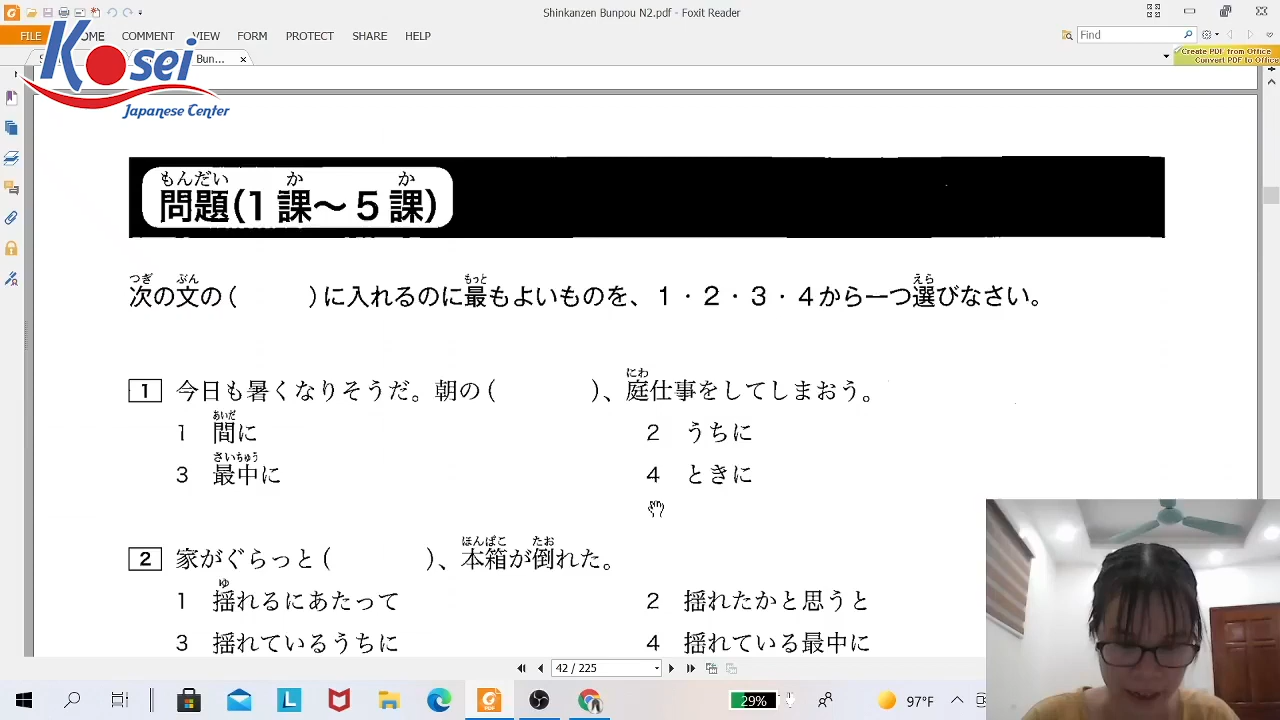 Shinkanzen Bunpou N2.pdf - Foxit Reader
FILE OME COMMENT VIEW FORM PROTECT SHARE HELP
Find
Bun...
Create PDF from Office
Convert PDF to Office
Kosei
Japanese Center
もんだい か か
問題(1課～5課)
つぎ ぶん もっと えら
次の文の( )に入れるのに最もよいものを、1・2・3・4から一つ選びなさい。
にわ
1 今日も暑くなりそうだ。朝の( )、庭仕事をしてしまおう。
あいだ
1 間に 2 うちに
さいちゅう
3 最中に 4 ときに
ほんばこ たお
2 家がぐらっと( )、本箱が倒れた。
ゆ
1 揺れるにあたって 2 揺れたかと思うと
3 揺れているうちに 4 揺れている最中に
42 / 225
29%
97°F